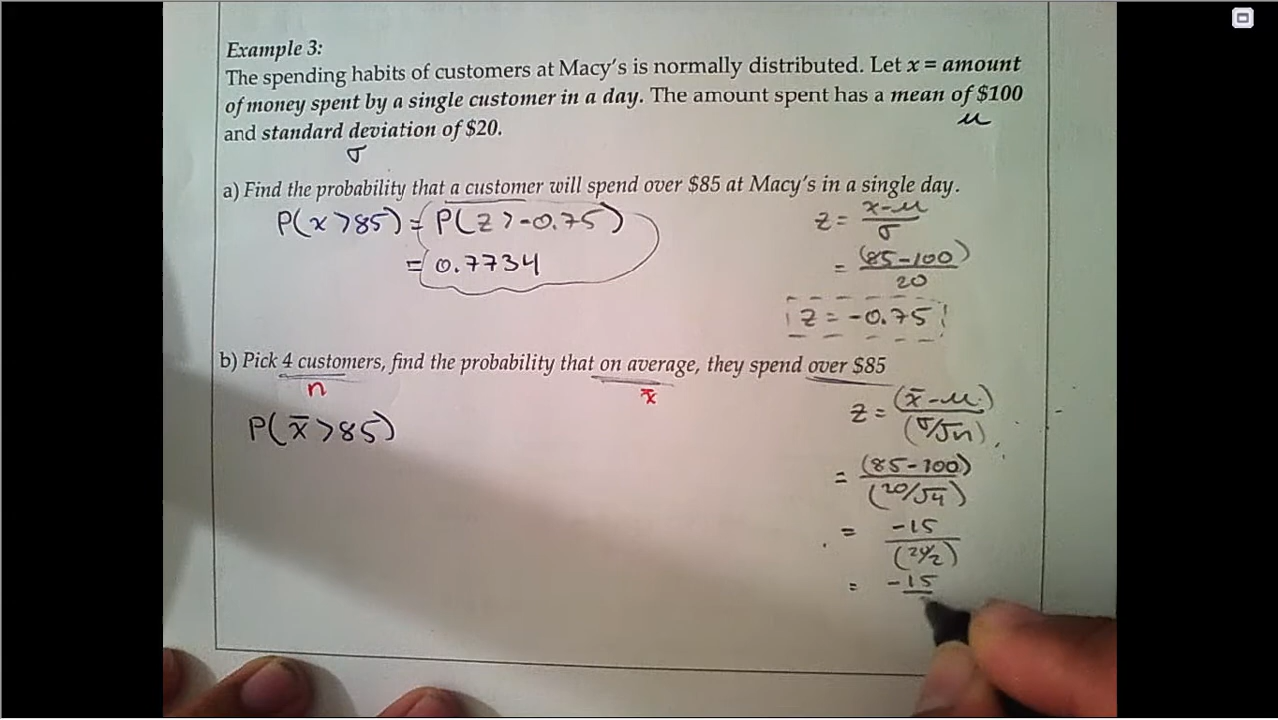 Example 3:
The spending habits of customers at Macy's is normally distributed. Let x = amount
of money spent by a single customer in a day. The amount spent has a mean of $100
μ
and standard deviation of $20.
σ
a) Find the probability that a customer will spend over $85 at Macy's in a single day.
P(x > 85) = P(z > -0.75)
= 0.7734
z = x-μ/σ
= (85-100)/20
z = -0.75
b) Pick 4 customers, find the probability that on average, they spend over $85
n x̄
P(x̄ > 85)
z = (x̄-μ)/(σ/√n)
= (85-100)/(20/√4)
= -15/(20/2)
= -15